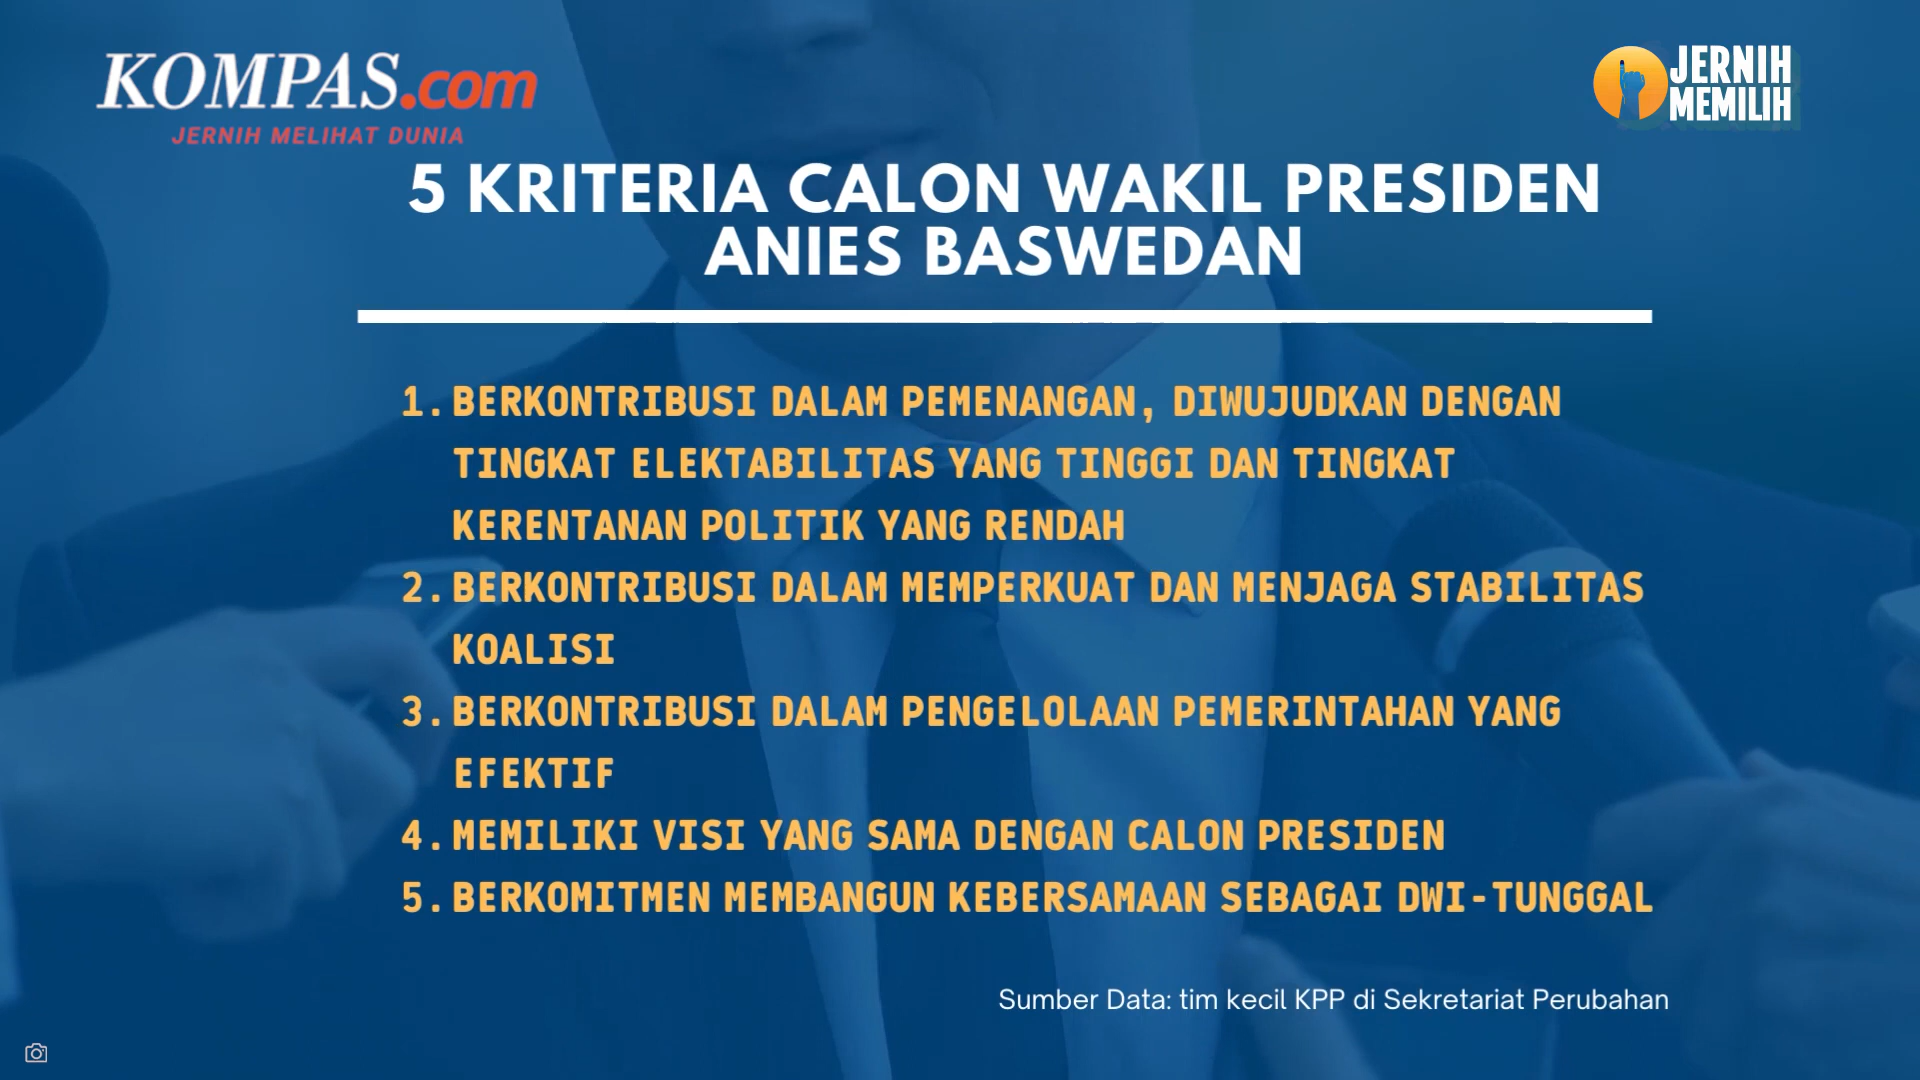 KOMPAS.com
JERNIH MELIHAT DUNIA
JERNIH
MEMILIH
5 KRITERIA CALON WAKIL PRESIDEN
ANIES BASWEDAN
1. BERKONTRIBUSI DALAM PEMENANGAN, DIWUJUDKAN DENGAN
TINGKAT ELEKTABILITAS YANG TINGGI DAN TINGKAT
KERENTANAN POLITIK YANG RENDAH
2. BERKONTRIBUSI DALAM MEMPERKUAT DAN MENJAGA STABILITAS
KOALISI
3. BERKONTRIBUSI DALAM PENGELOLAAN PEMERINTAHAN YANG
EFEKTIF
4. MEMILIKI VISI YANG SAMA DENGAN CALON PRESIDEN
5. BERKOMITMEN MEMBANGUN KEBERSAMAAN SEBAGAI DWI-TUNGGAL
Sumber Data: tim kecil KPP di Sekretariat Perubahan